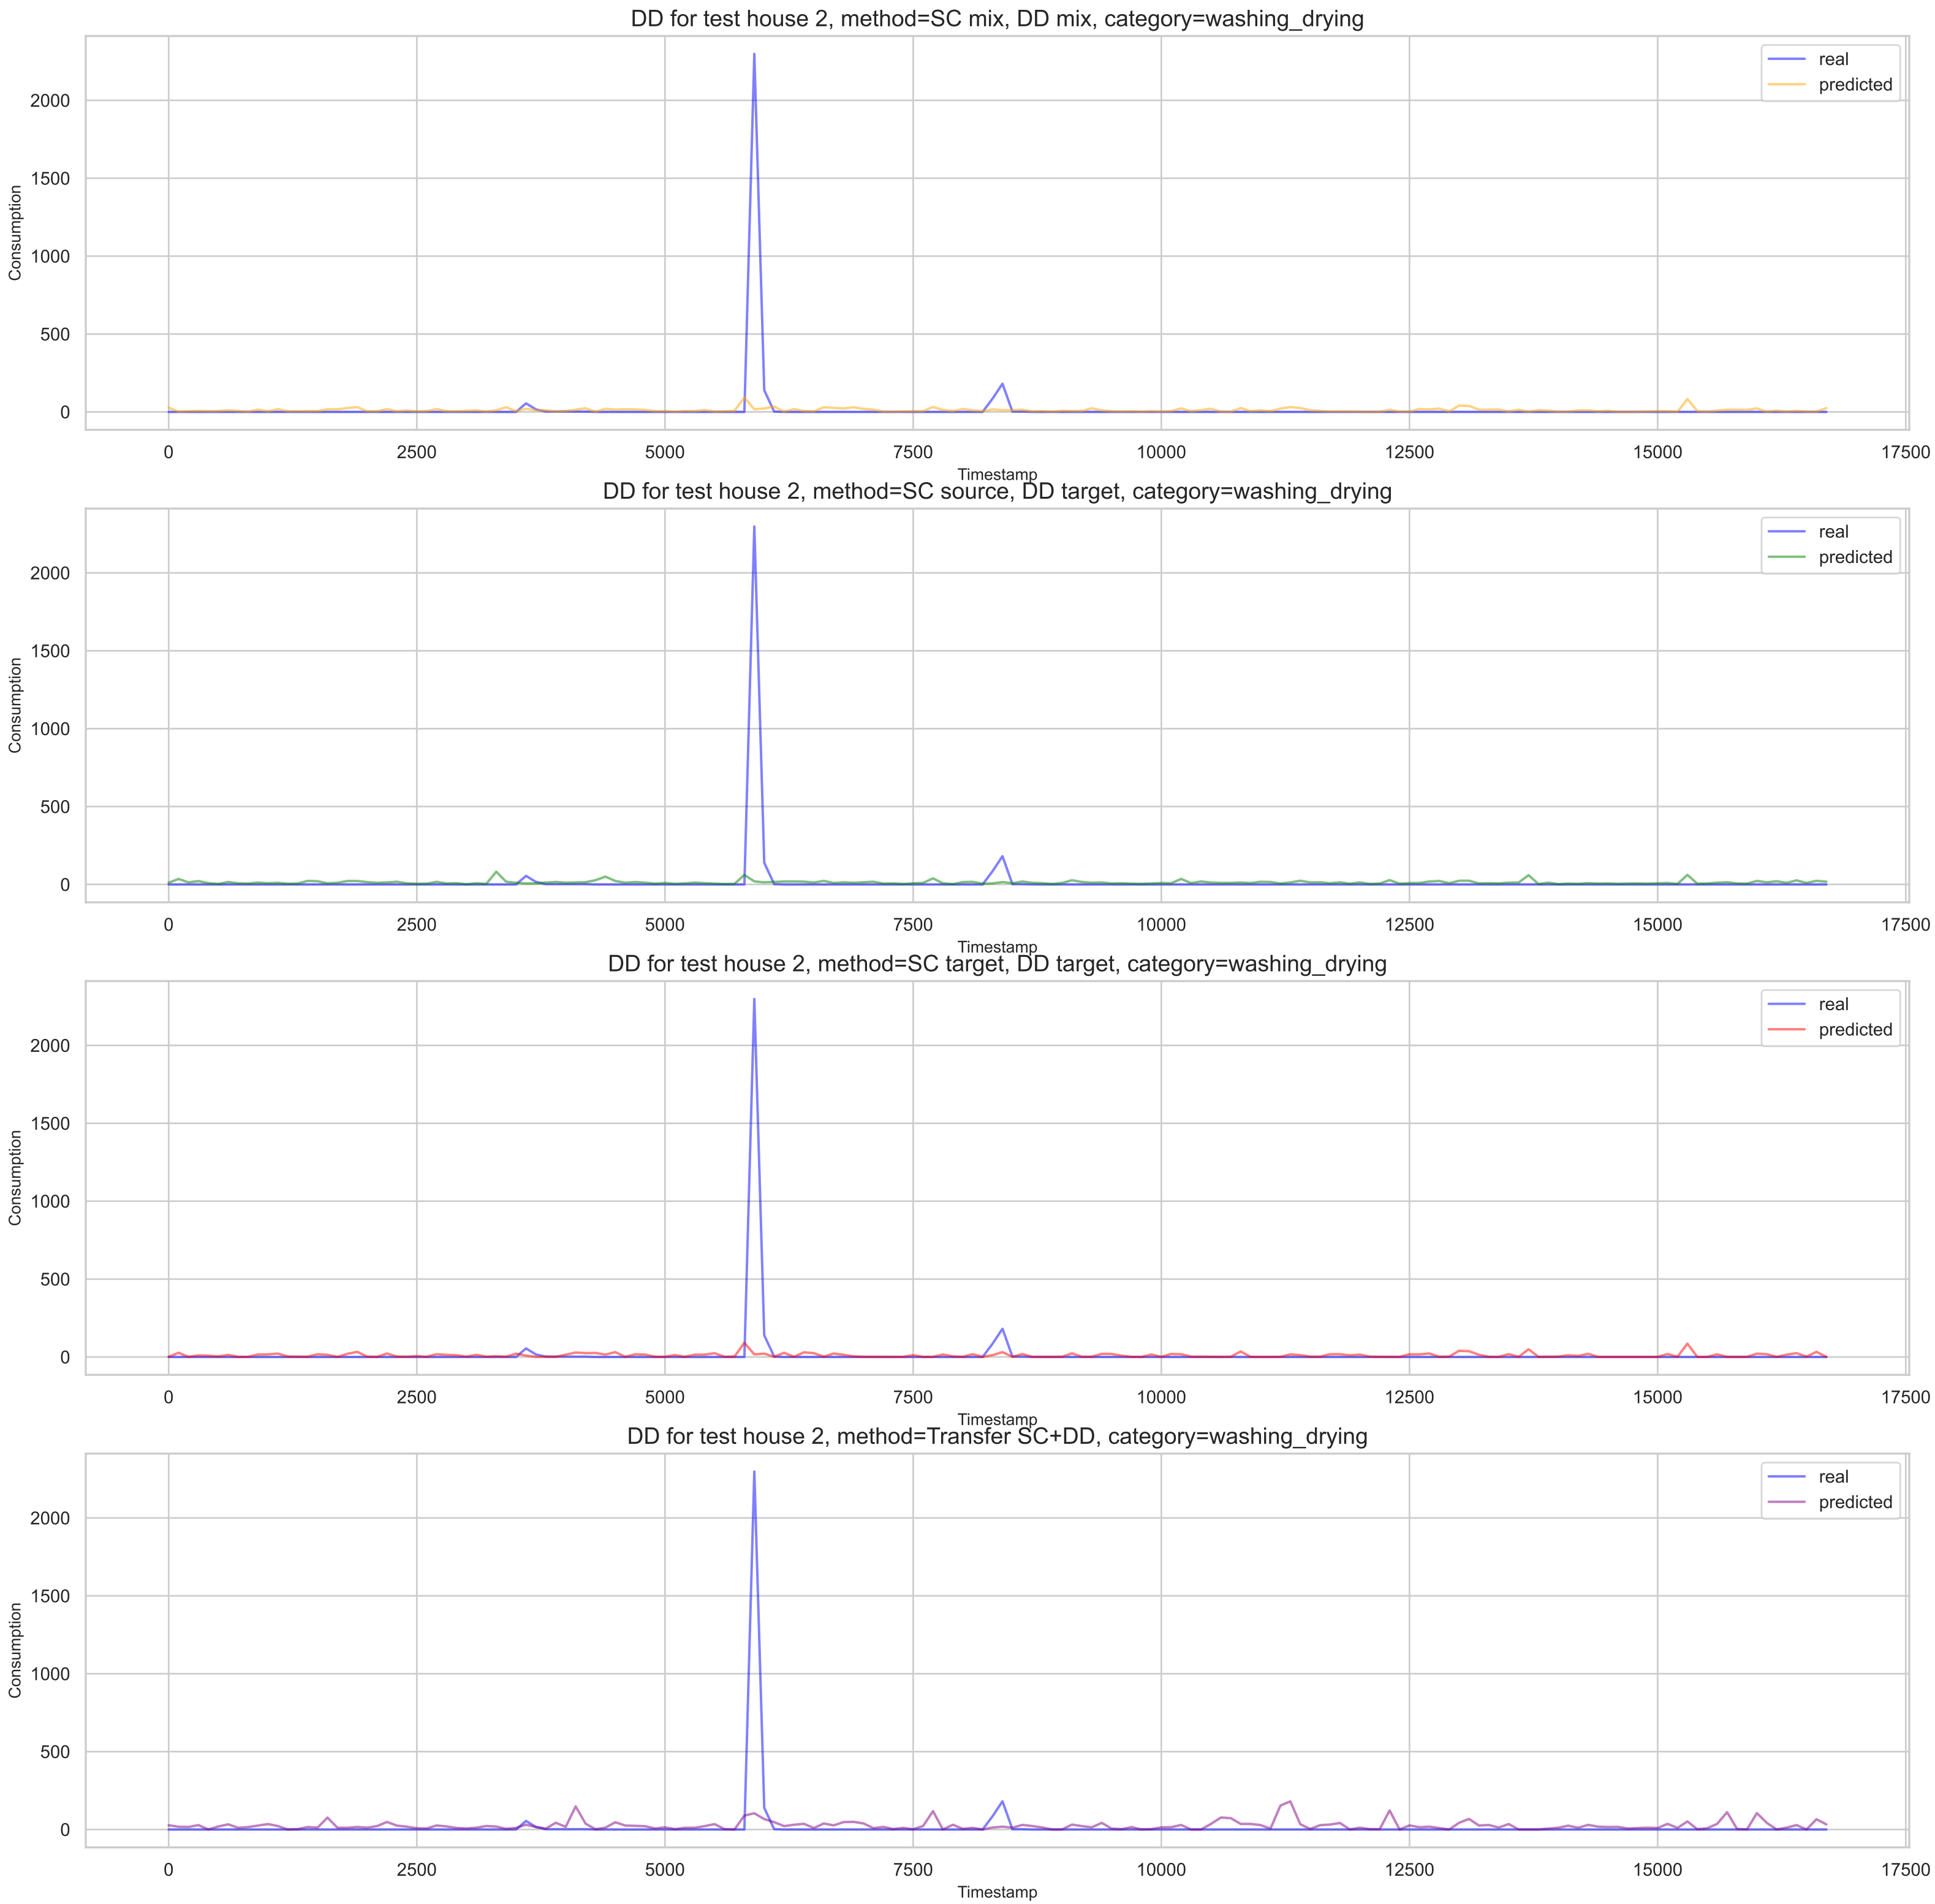 DD for test house 2, method=SC mix, DD mix, category=washing_drying
real
predicted
2000
1500
1000
500
0
Consumption
0 2500 5000 7500 10000 12500 15000 17500
Timestamp
DD for test house 2, method=SC source, DD target, category=washing_drying
real
predicted
2000
1500
1000
500
0
Consumption
0 2500 5000 7500 10000 12500 15000 17500
Timestamp
DD for test house 2, method=SC target, DD target, category=washing_drying
real
predicted
2000
1500
1000
500
0
Consumption
0 2500 5000 7500 10000 12500 15000 17500
Timestamp
DD for test house 2, method=Transfer SC+DD, category=washing_drying
real
predicted
2000
1500
1000
500
0
Consumption
0 2500 5000 7500 10000 12500 15000 17500
Timestamp